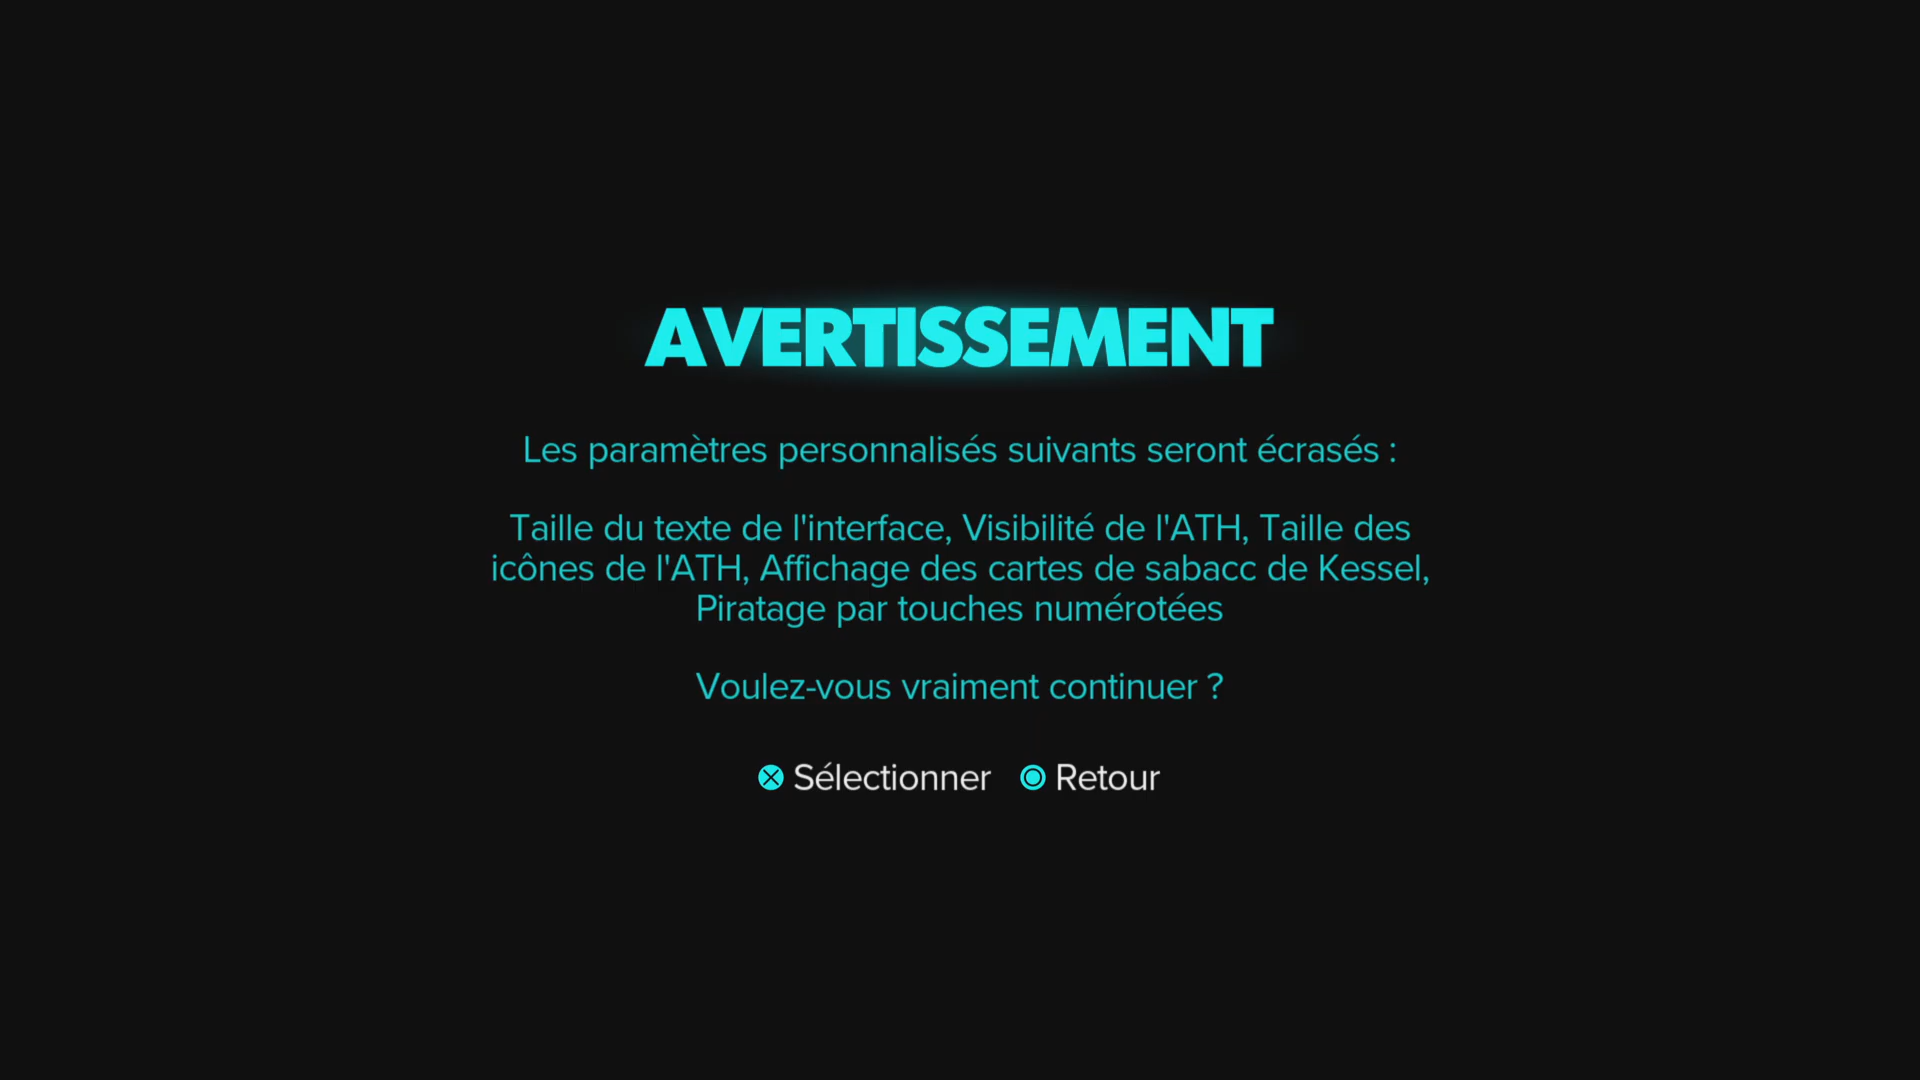 AVERTISSEMENT
Les paramètres personnalisés suivants seront écrasés :
Taille du texte de l'interface, Visibilité de l'ATH, Taille des
icônes de l'ATH, Affichage des cartes de sabacc de Kessel,
Piratage par touches numérotées
Voulez-vous vraiment continuer ?
Sélectionner Retour